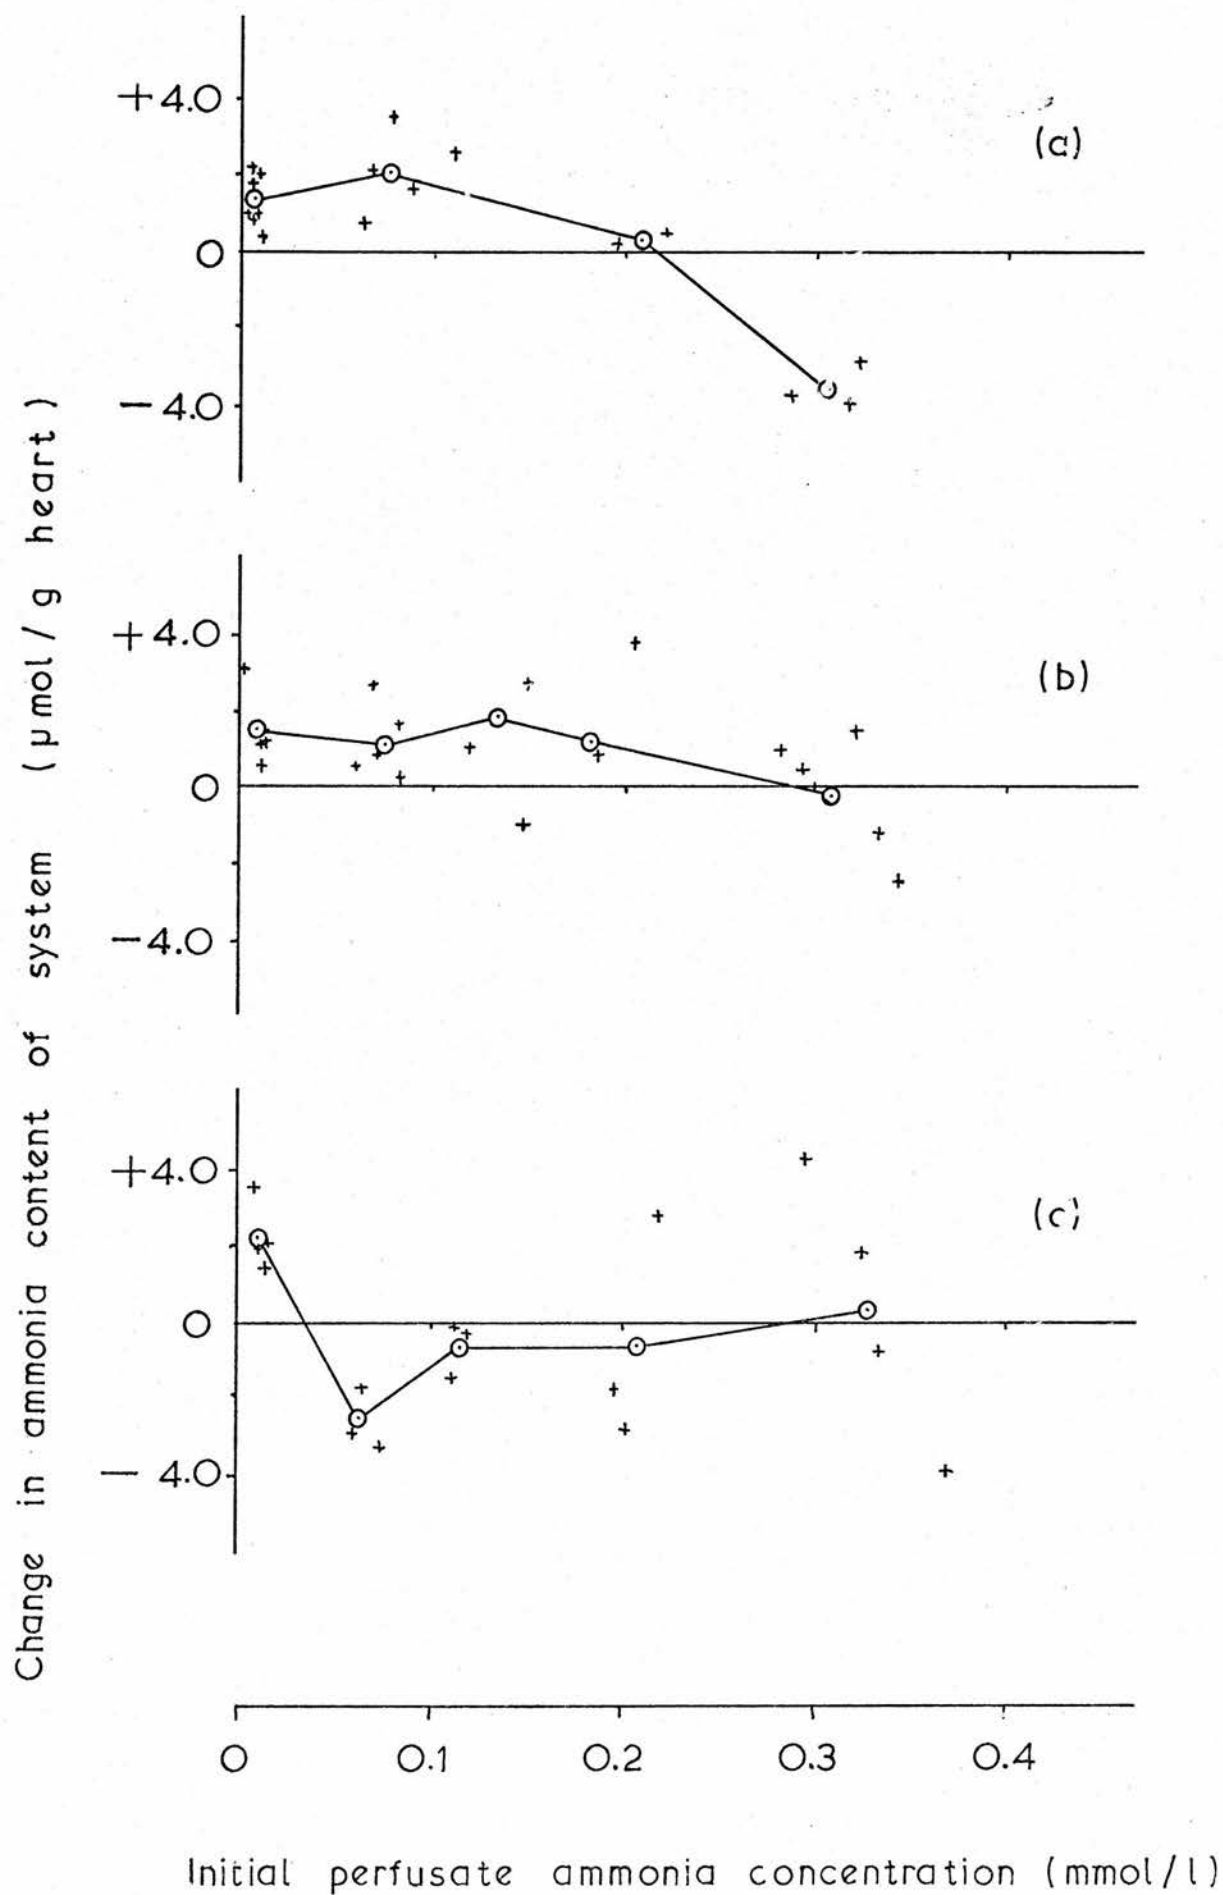 +4.0
(a)
0
−4.0
+4.0
(b)
0
−4.0
+4.0
(c)
0
− 4.0
Change in ammonia content of system (μmol/g heart)
0 0.1 0.2 0.3 0.4
Initial perfusate ammonia concentration (mmol/l)